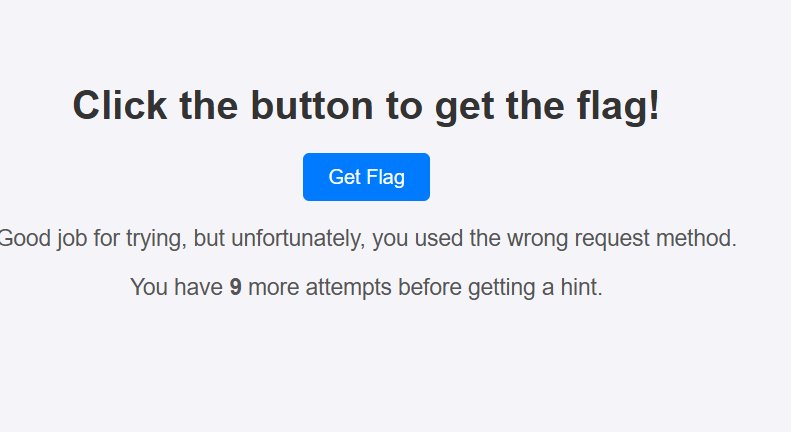 Click the button to get the flag!
Get Flag
Good job for trying, but unfortunately, you used the wrong request method.
You have 9 more attempts before getting a hint.